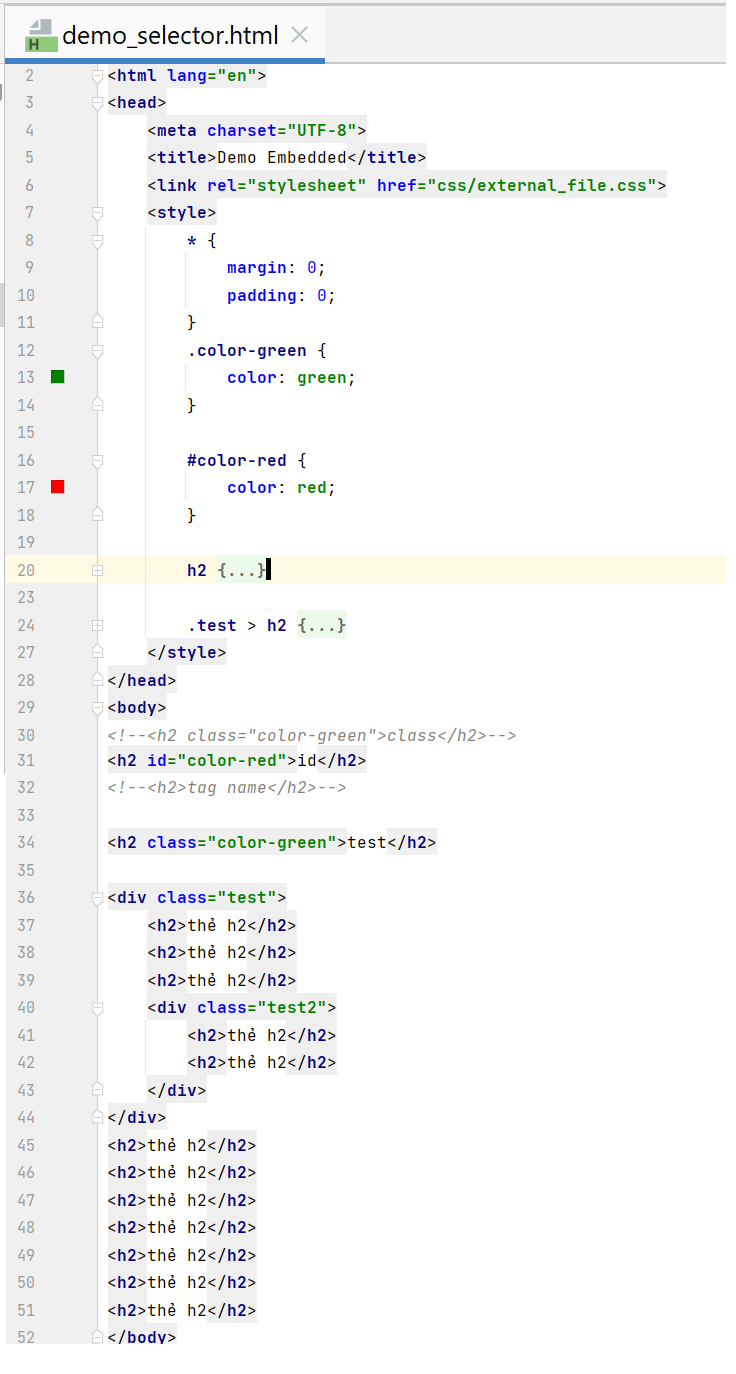 demo_selector.html
2 <html lang="en">
3 <head>
4 <meta charset="UTF-8">
5 <title>Demo Embedded</title>
6 <link rel="stylesheet" href="css/external_file.css">
7 <style>
8 * {
9 margin: 0;
10 padding: 0;
11 }
12 .color-green {
13 color: green;
14 }
15
16 #color-red {
17 color: red;
18 }
19
20 h2 {...}
23
24 .test > h2 {...}
27 </style>
28 </head>
29 <body>
30 <!--<h2 class="color-green">class</h2>-->
31 <h2 id="color-red">id</h2>
32 <!--<h2>tag name</h2>-->
33
34 <h2 class="color-green">test</h2>
35
36 <div class="test">
37 <h2>thẻ h2</h2>
38 <h2>thẻ h2</h2>
39 <h2>thẻ h2</h2>
40 <div class="test2">
41 <h2>thẻ h2</h2>
42 <h2>thẻ h2</h2>
43 </div>
44 </div>
45 <h2>thẻ h2</h2>
46 <h2>thẻ h2</h2>
47 <h2>thẻ h2</h2>
48 <h2>thẻ h2</h2>
49 <h2>thẻ h2</h2>
50 <h2>thẻ h2</h2>
51 <h2>thẻ h2</h2>
52 </body>